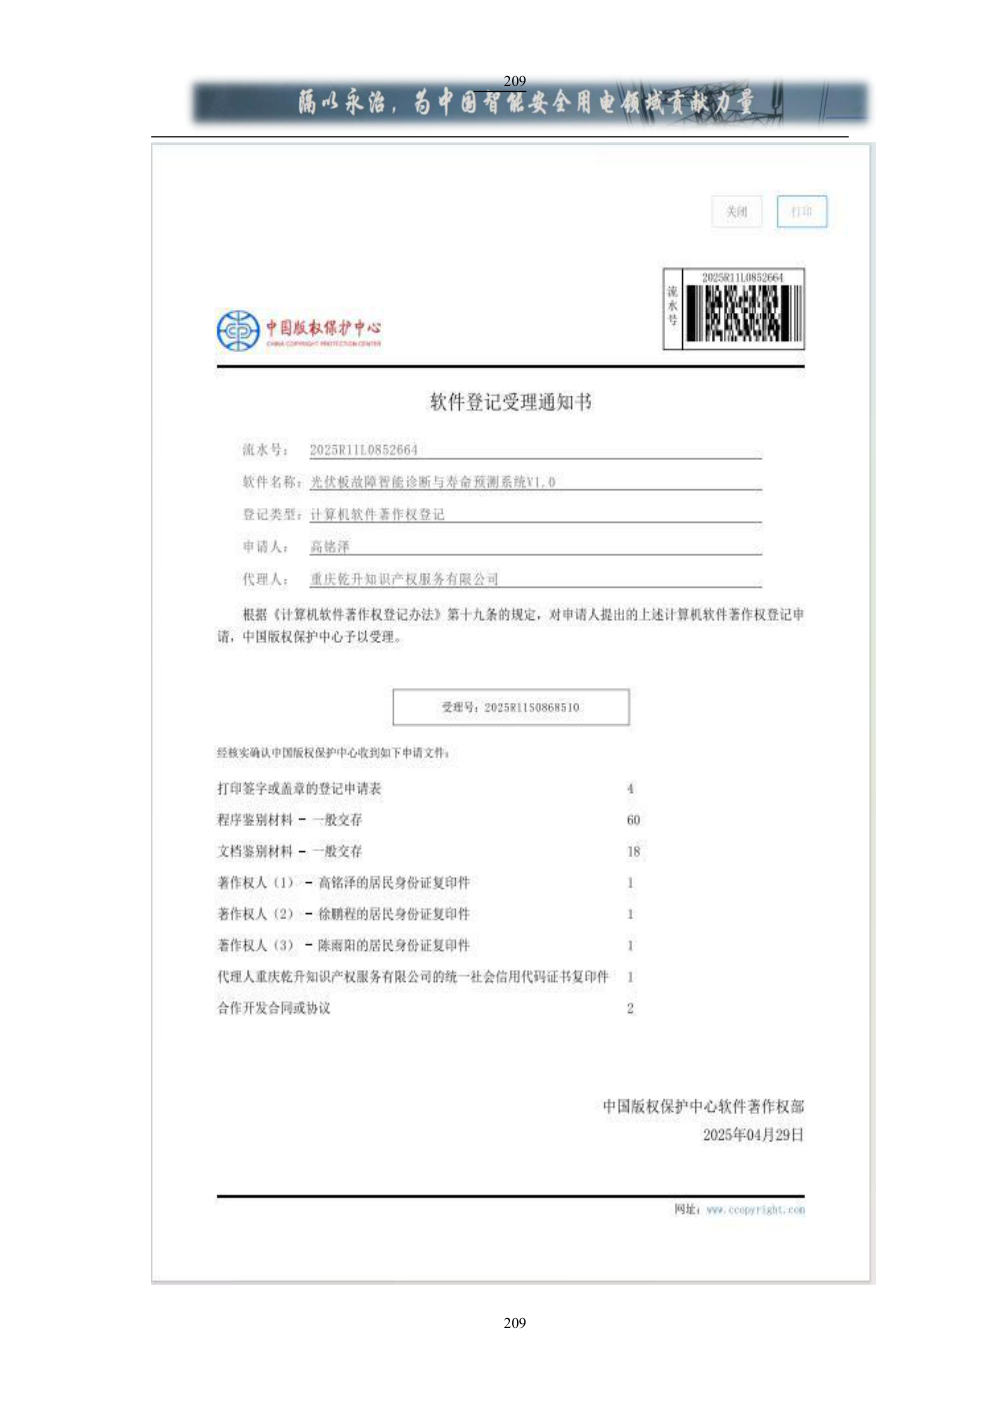 209
隔以永治，为中国智能安全用电领域贡献力量
关闭 打印
2025R11L0852664
流水号
中国版权保护中心
CHINA COPYRIGHT PROTECTION CENTER
软件登记受理通知书
流水号： 2025R11L0852664
软件名称：光伏板故障智能诊断与寿命预测系统V1.0
登记类型：计算机软件著作权登记
申请人： 高铭泽
代理人： 重庆乾升知识产权服务有限公司
根据《计算机软件著作权登记办法》第十九条的规定，对申请人提出的上述计算机软件著作权登记申
请，中国版权保护中心予以受理。
受理号：2025R11S0868510
经核实确认中国版权保护中心收到如下申请文件：
打印签字或盖章的登记申请表 4
程序鉴别材料 - 一般交存 60
文档鉴别材料 - 一般交存 18
著作权人（1） - 高铭泽的居民身份证复印件 1
著作权人（2） - 徐鹏程的居民身份证复印件 1
著作权人（3） - 陈雨阳的居民身份证复印件 1
代理人重庆乾升知识产权服务有限公司的统一社会信用代码证书复印件 1
合作开发合同或协议 2
中国版权保护中心软件著作权部
2025年04月29日
网址：www.ccopyright.com
209